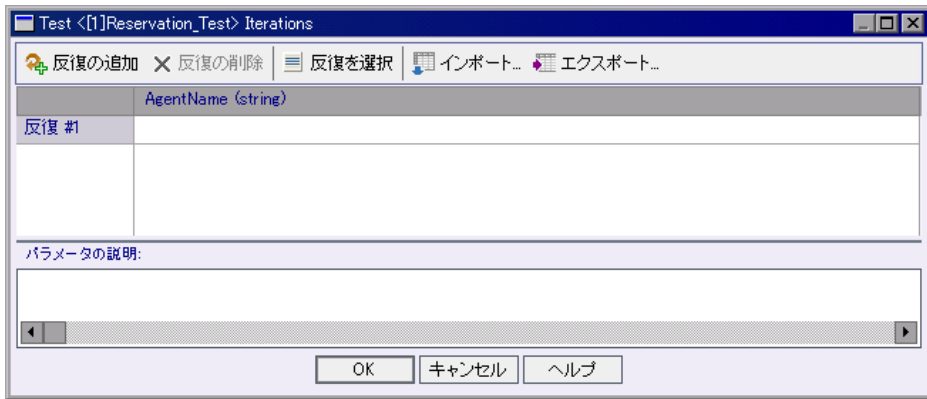 Test <[1]Reservation_Test> Iterations
反復の追加 反復の削除 反復を選択 インポート... エクスポート...
AgentName (string)
反復 #1
パラメータの説明:
OK キャンセル ヘルプ